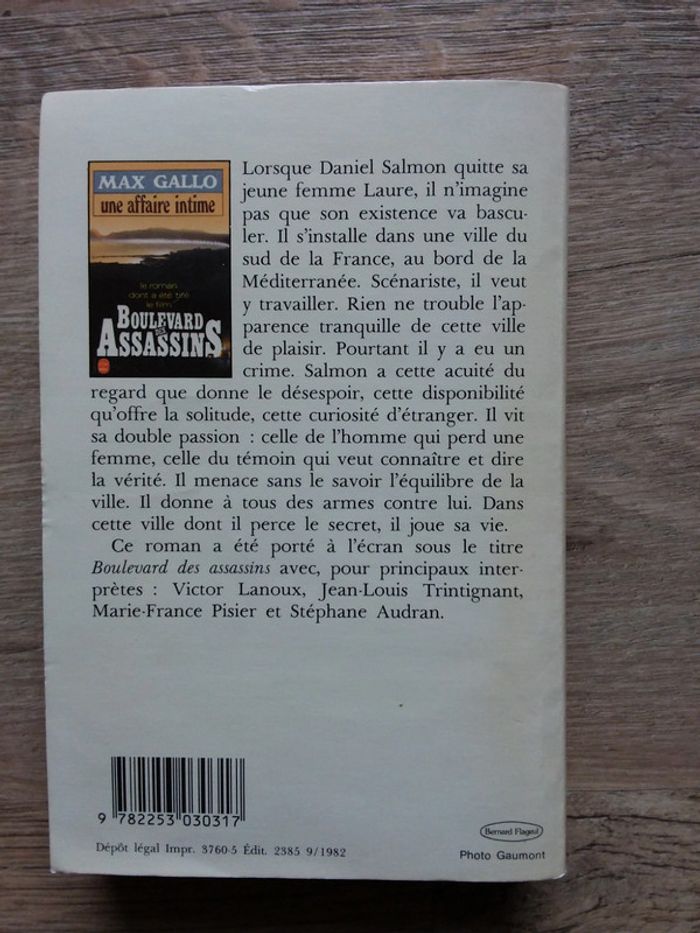 MAX GALLO
une affaire intime
le roman
dont a été tiré
le film
BOULEVARD
DES
ASSASSINS
Lorsque Daniel Salmon quitte sa
jeune femme Laure, il n'imagine
pas que son existence va bascu-
ler. Il s'installe dans une ville du
sud de la France, au bord de la
Méditerranée. Scénariste, il veut
y travailler. Rien ne trouble l'ap-
parence tranquille de cette ville
de plaisir. Pourtant il y a eu un
crime. Salmon a cette acuité du
regard que donne le désespoir, cette disponibilité
qu'offre la solitude, cette curiosité d'étranger. Il vit
sa double passion : celle de l'homme qui perd une
femme, celle du témoin qui veut connaître et dire
la vérité. Il menace sans le savoir l'équilibre de la
ville. Il donne à tous des armes contre lui. Dans
cette ville dont il perce le secret, il joue sa vie.
Ce roman a été porté à l'écran sous le titre
Boulevard des assassins avec, pour principaux inter-
prètes : Victor Lanoux, Jean-Louis Trintignant,
Marie-France Pisier et Stéphane Audran.
9 782253 030317
Dépôt légal Impr. 3760-5 Édit. 2385 9/1982
Bernard Flageul
Photo Gaumont